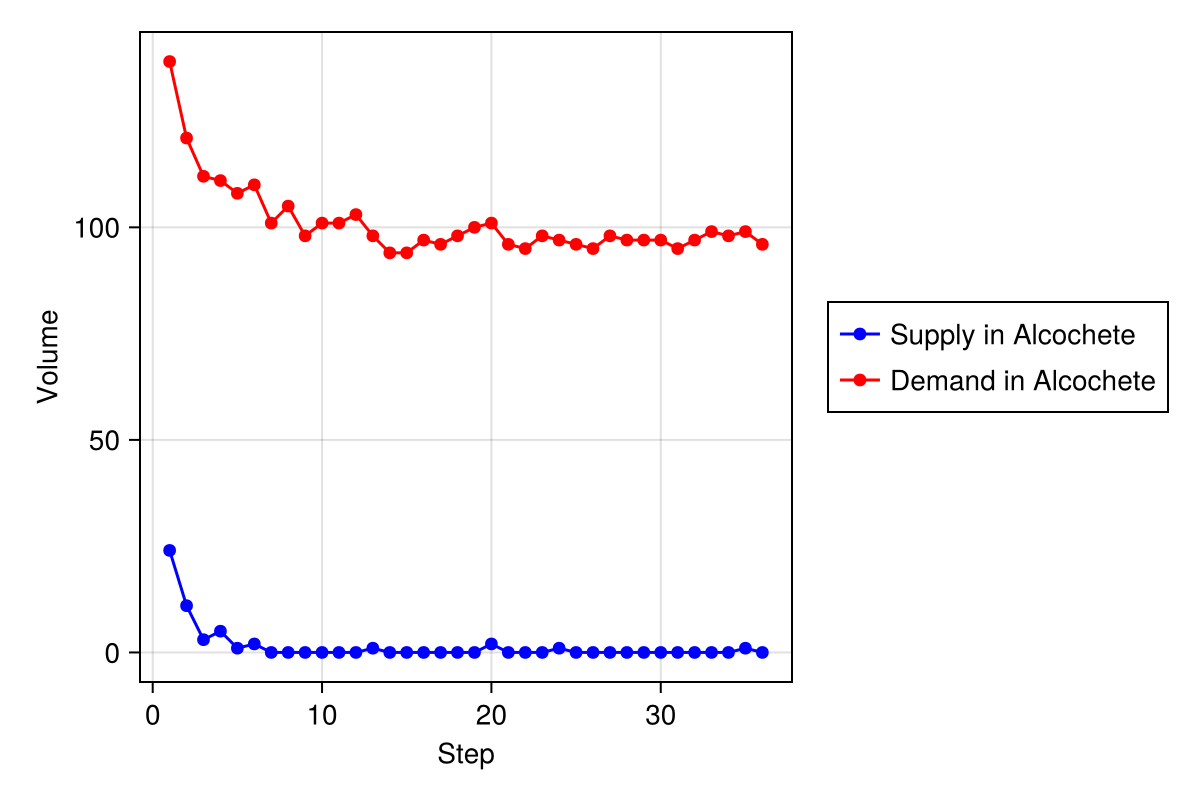 Volume
100
50
0
0 10 20 30
Step
Supply in Alcochete
Demand in Alcochete